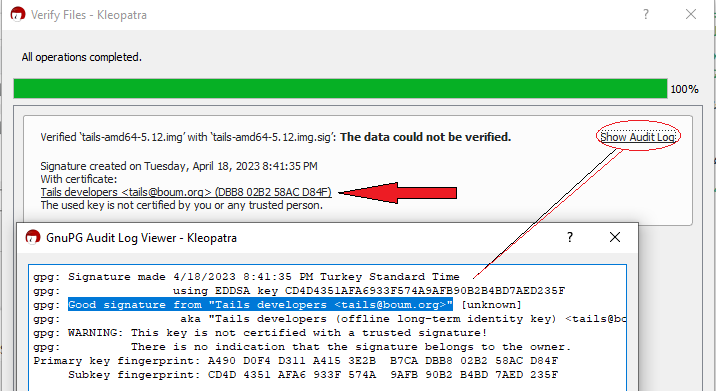 Verify Files - Kleopatra
All operations completed.
100%
Verified 'tails-amd64-5.12.img' with 'tails-amd64-5.12.img.sig': The data could not be verified.
Show Audit Log
Signature created on Tuesday, April 18, 2023 8:41:35 PM
With certificate:
Tails developers <tails@boum.org> (DBB8 02B2 58AC D84F)
The used key is not certified by you or any trusted person.
GnuPG Audit Log Viewer - Kleopatra
gpg: Signature made 4/18/2023 8:41:35 PM Turkey Standard Time
gpg: using EDDSA key CD4D4351AFA6933F574A9AFB90B2B4BD7AED235F
gpg: Good signature from "Tails developers <tails@boum.org>" [unknown]
gpg: aka "Tails developers (offline long-term identity key) <tails@bo
gpg: WARNING: This key is not certified with a trusted signature!
gpg: There is no indication that the signature belongs to the owner.
Primary key fingerprint: A490 D0F4 D311 A415 3E2B B7CA DBB8 02B2 58AC D84F
Subkey fingerprint: CD4D 4351 AFA6 933F 574A 9AFB 90B2 B4BD 7AED 235F